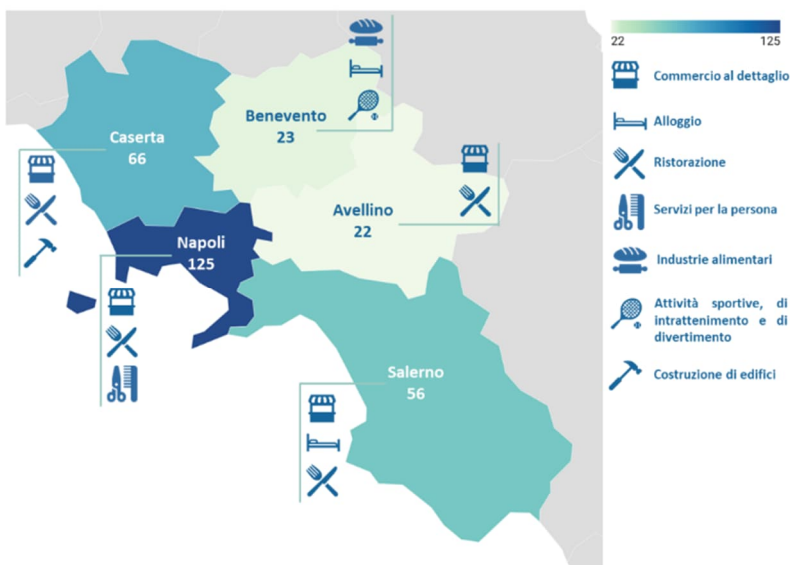 Caserta
66
Benevento
23
Avellino
22
Napoli
125
Salerno
56
22
125
Commercio al dettaglio
Alloggio
Ristorazione
Servizi per la persona
Industrie alimentari
Attività sportive, di
intrattenimento e di
divertimento
Costruzione di edifici